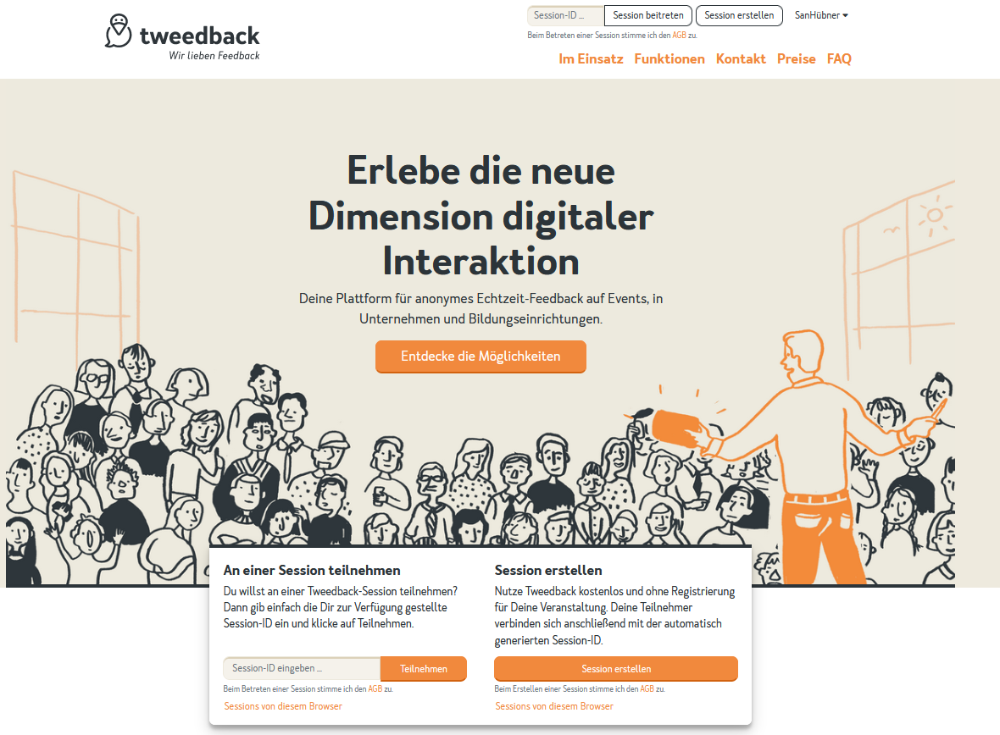 tweedback
Wir lieben Feedback
Session-ID ...
Session beitreten
Session erstellen
SanHübner
Beim Betreten einer Session stimme ich den AGB zu.
Im Einsatz
Funktionen
Kontakt
Preise
FAQ
Erlebe die neue
Dimension digitaler
Interaktion
Deine Plattform für anonymes Echtzeit-Feedback auf Events, in
Unternehmen und Bildungseinrichtungen.
Entdecke die Möglichkeiten
An einer Session teilnehmen
Du willst an einer Tweedback-Session teilnehmen?
Dann gib einfach die Dir zur Verfügung gestellte
Session-ID ein und klicke auf Teilnehmen.
Session-ID eingeben ...
Teilnehmen
Beim Betreten einer Session stimme ich den AGB zu.
Sessions von diesem Browser
Session erstellen
Nutze Tweedback kostenlos und ohne Registrierung
für Deine Veranstaltung. Deine Teilnehmer
verbinden sich anschließend mit der automatisch
generierten Session-ID.
Session erstellen
Beim Erstellen einer Session stimme ich den AGB zu.
Sessions von diesem Browser